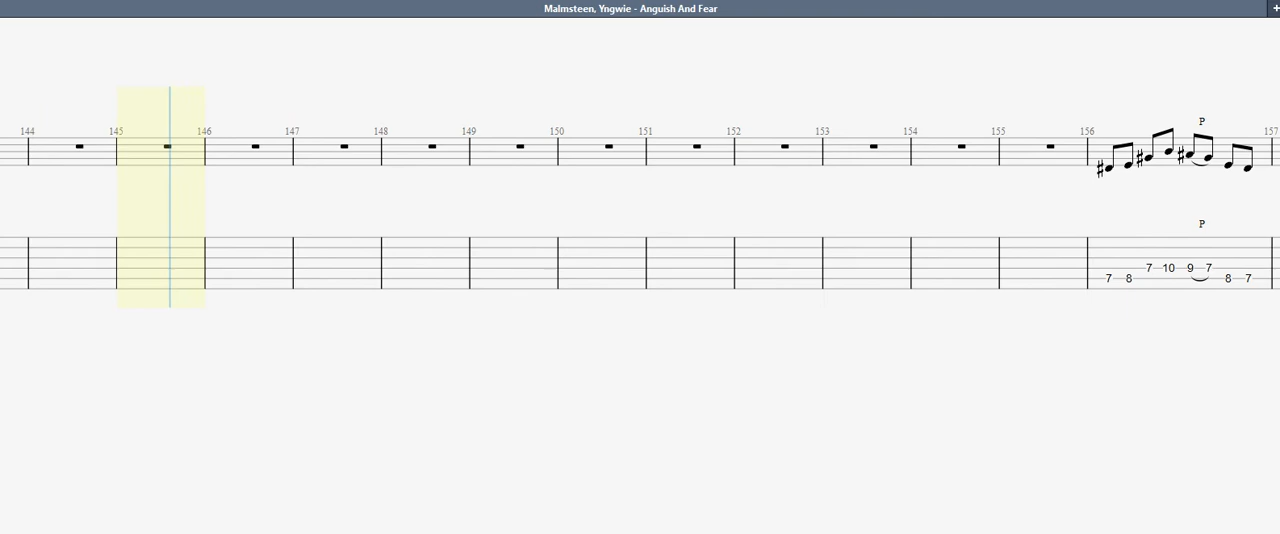 Malmsteen, Yngwie - Anguish And Fear
+
144 145 146 147 148 149 150 151 152 153 154 155 156 157
P
P
7 10 9 7
7 8 8 7